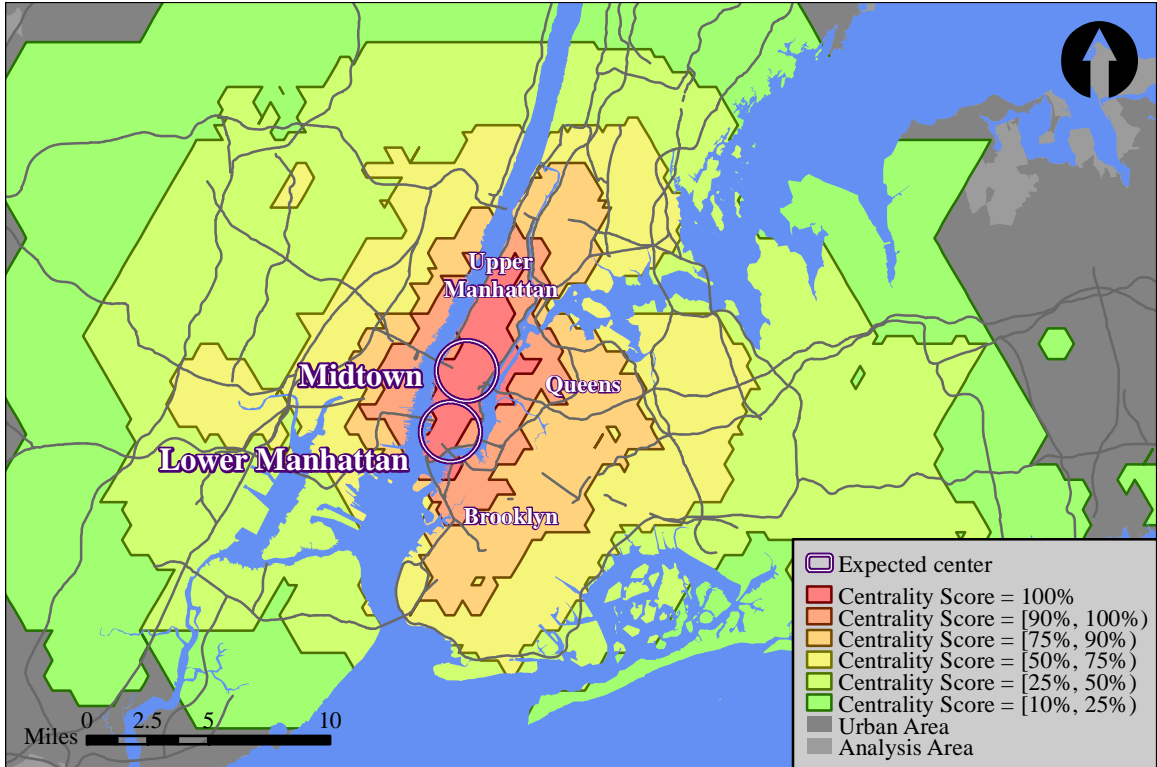 Upper
Manhattan
Midtown
Queens
Lower Manhattan
Brooklyn
Expected center
Centrality Score = 100%
Centrality Score = [90%, 100%)
Centrality Score = [75%, 90%)
Centrality Score = [50%, 75%)
Centrality Score = [25%, 50%)
Centrality Score = [10%, 25%)
Urban Area
Analysis Area
0 2.5 5 10
Miles